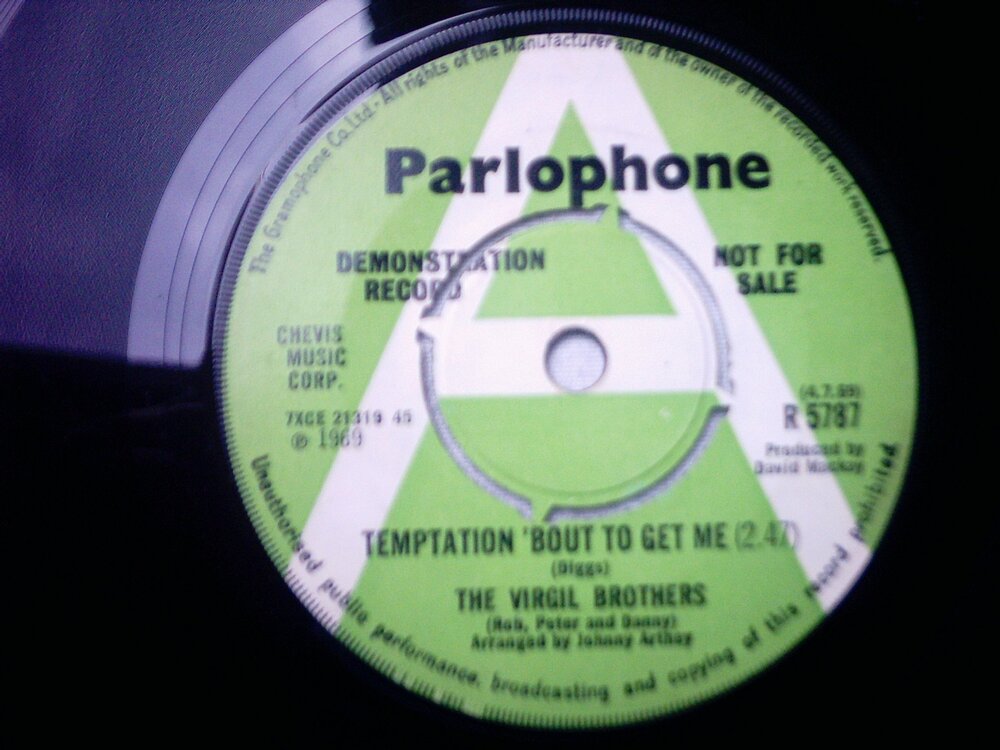 The Gramophone Co.Ltd · All rights of the Manufacturer and of the owner of the recorded work reserved.
Parlophone
DEMONSTRATION
RECORD
NOT FOR
SALE
CHEVIS
MUSIC
CORP.
7XCE 21319 45
℗ 1969
(4.7.69)
R 5787
Produced by
David Mackay
TEMPTATION 'BOUT TO GET ME (2.47)
(Diggs)
THE VIRGIL BROTHERS
(Rob, Peter and Danny)
Arranged by Johnny Arthey
Unauthorised public performance, broadcasting and copying of this record prohibited
A